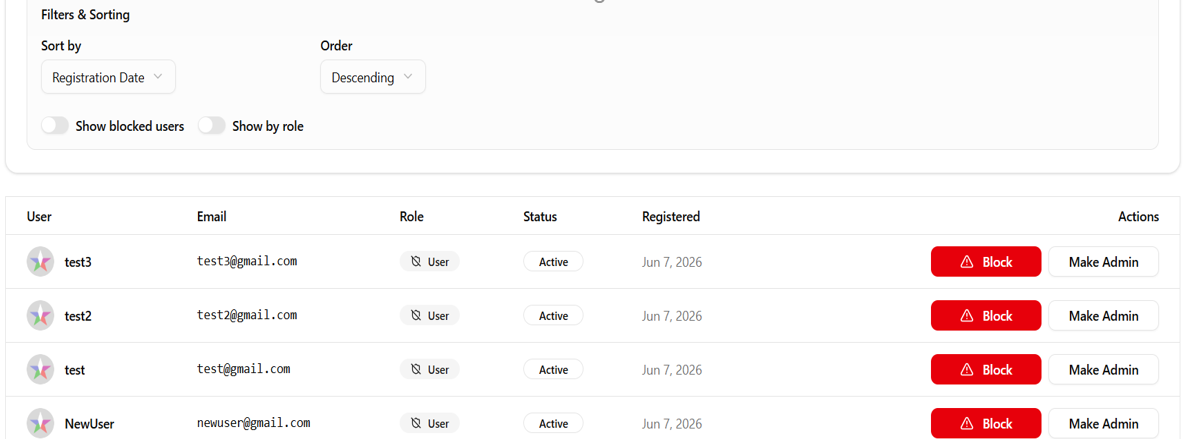 Filters & Sorting
Sort by Order
Registration Date Descending
Show blocked users Show by role
User Email Role Status Registered Actions
test3 test3@gmail.com User Active Jun 7, 2026 Block Make Admin
test2 test2@gmail.com User Active Jun 7, 2026 Block Make Admin
test test@gmail.com User Active Jun 7, 2026 Block Make Admin
NewUser newuser@gmail.com User Active Jun 7, 2026 Block Make Admin